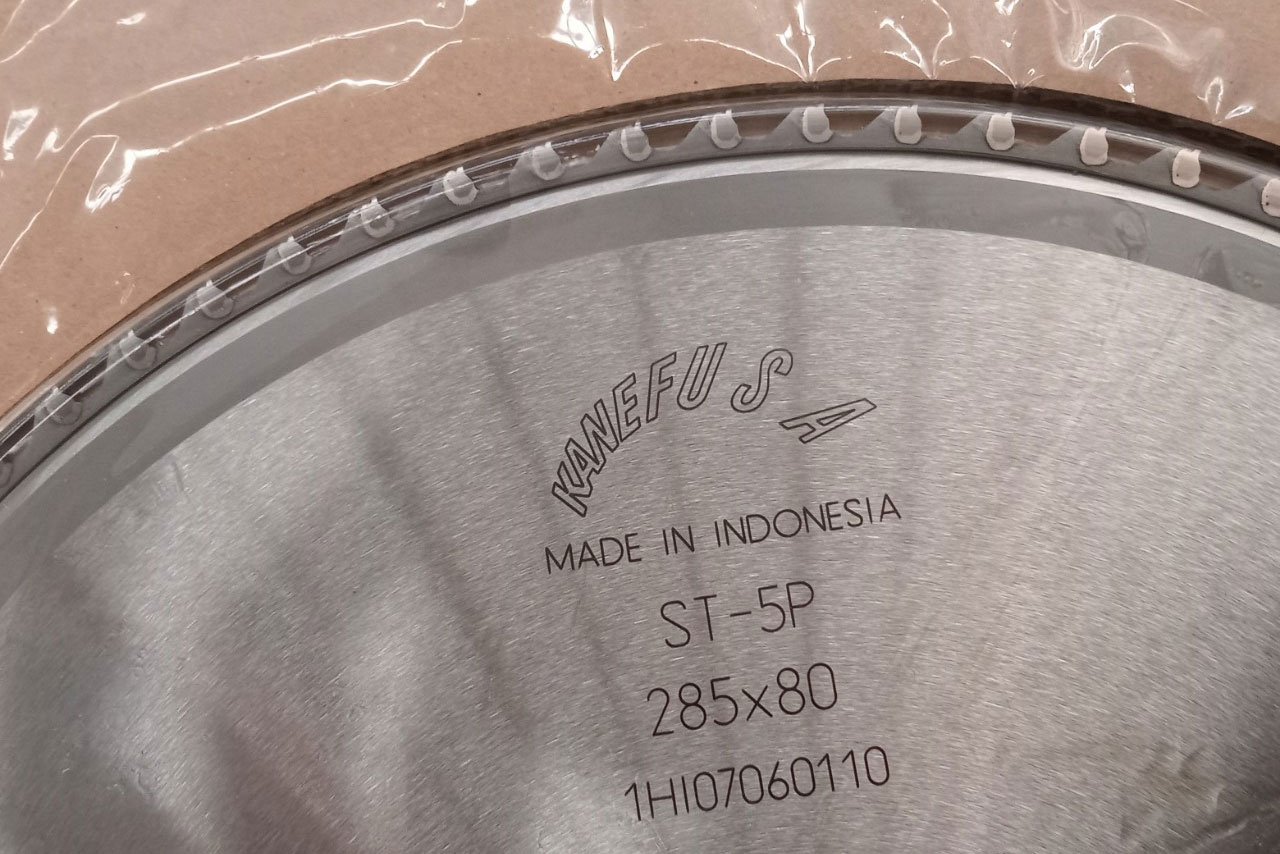 KANEFUSA
MADE IN INDONESIA
ST-5P
285x80
1HI07060110